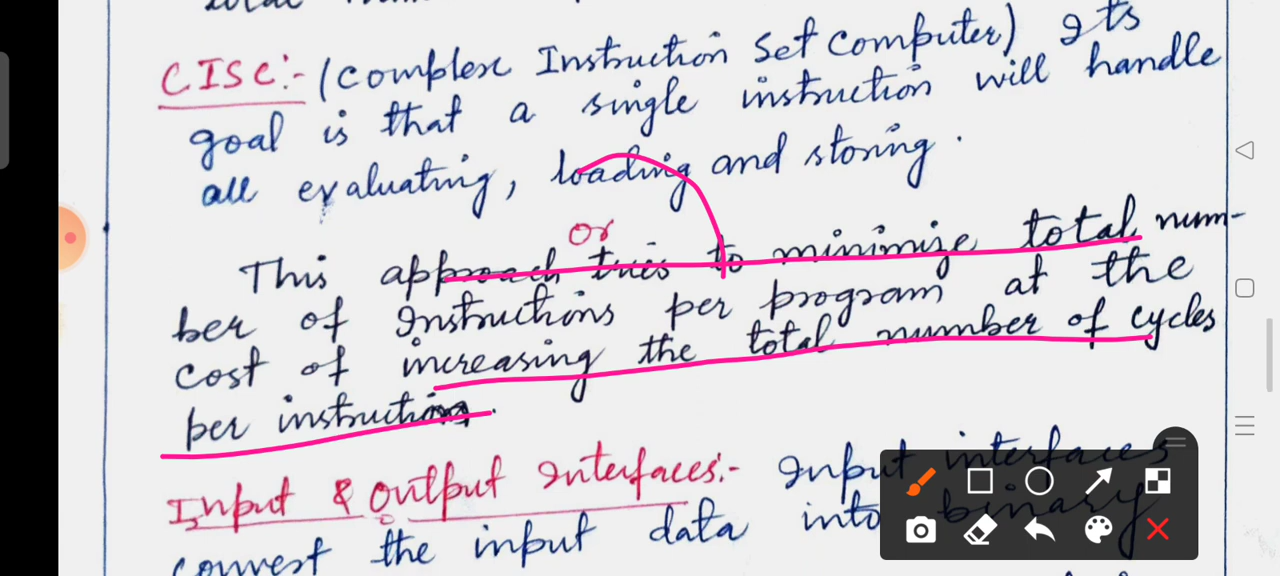 CISC:- (Complex Instruction Set Computer) Its
goal is that a single instruction will handle
all evaluating, loading and storing.
or
This approach tries to minimize total num-
ber of Instructions per program at the
cost of increasing the total number of cycles
per instruction.
Input & Output Interfaces:- Input interfaces
convert the input data into binary